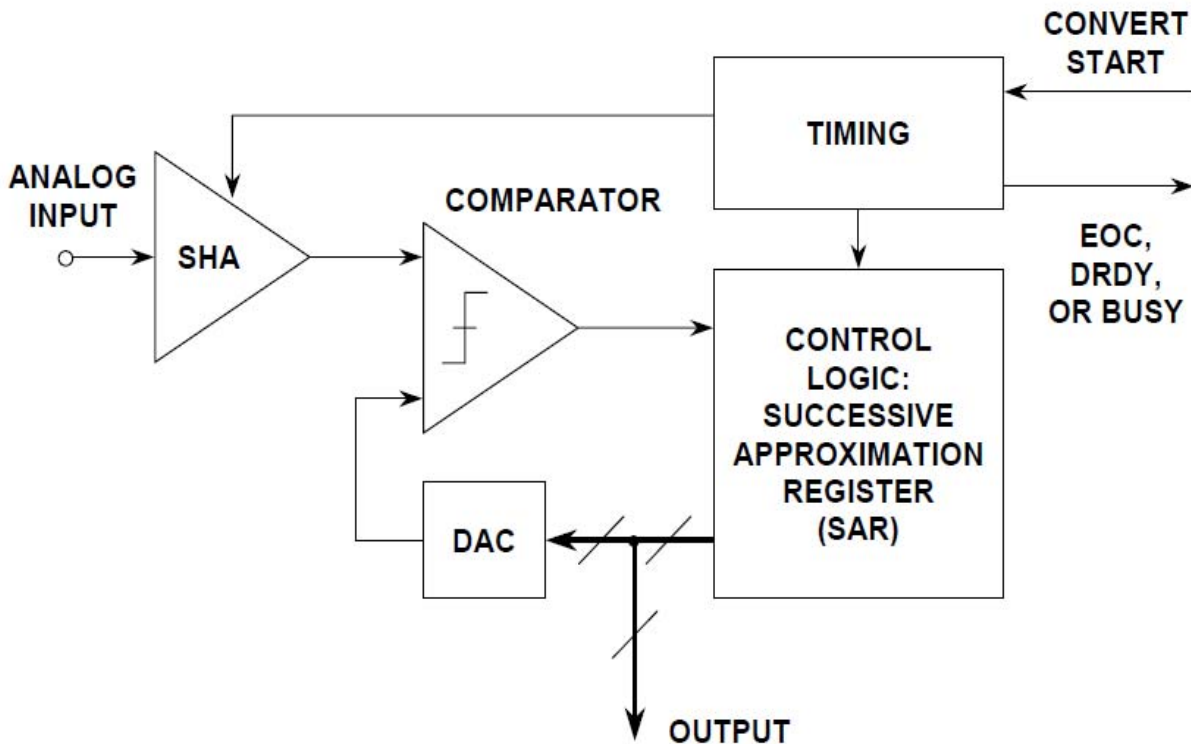 CONVERT
START
TIMING
ANALOG
INPUT
SHA
COMPARATOR
EOC,
DRDY,
OR BUSY
CONTROL
LOGIC:
SUCCESSIVE
APPROXIMATION
REGISTER
(SAR)
DAC
OUTPUT